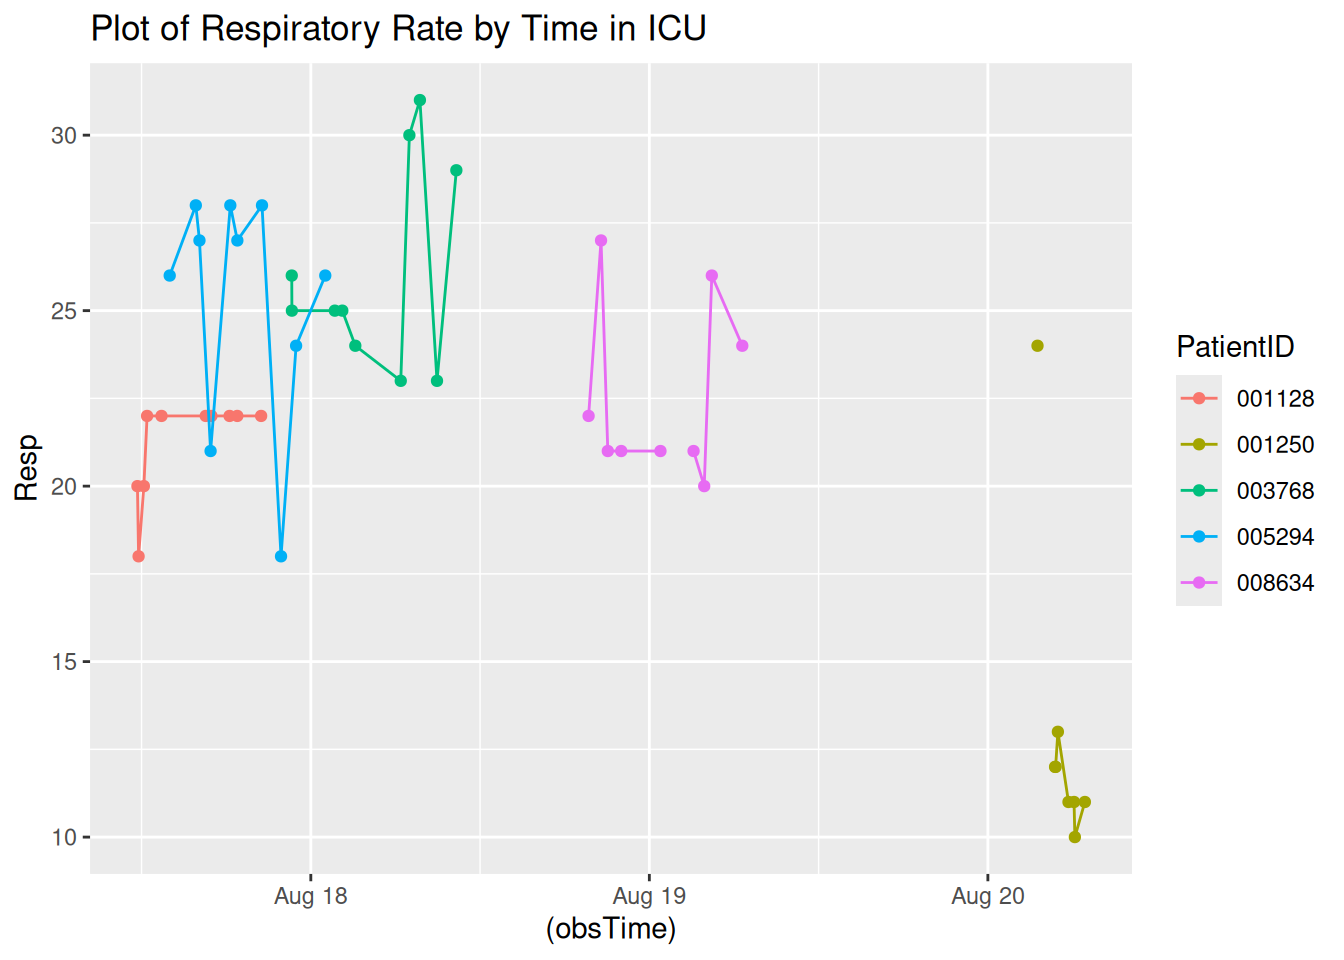 Plot of Respiratory Rate by Time in ICU
30
25
20
15
10
Resp
Aug 18
Aug 19
Aug 20
(obsTime)
PatientID
001128
001250
003768
005294
008634